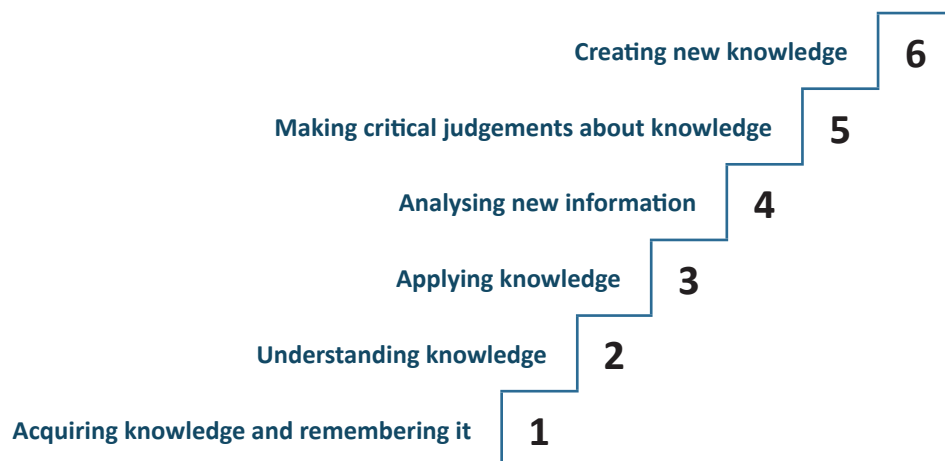 Creating new knowledge 6
Making critical judgements about knowledge 5
Analysing new information 4
Applying knowledge 3
Understanding knowledge 2
Acquiring knowledge and remembering it 1